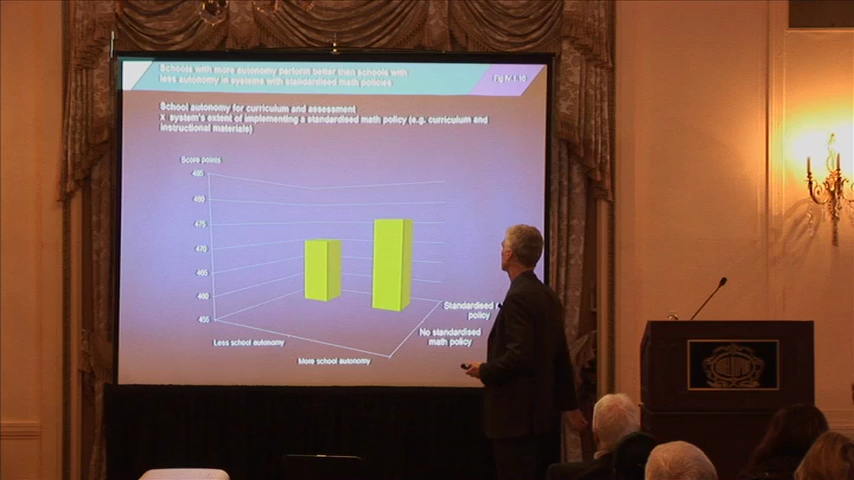 Schools with more autonomy perform better than schools with
less autonomy in systems with standardised math policies
Fig IV.1.16
School autonomy for curriculum and assessment
x system's extent of implementing a standardised math policy (e.g. curriculum and
instructional materials)
Score points
485
480
475
470
465
460
455
Less school autonomy
More school autonomy
Standardised
policy
No standardised
math policy